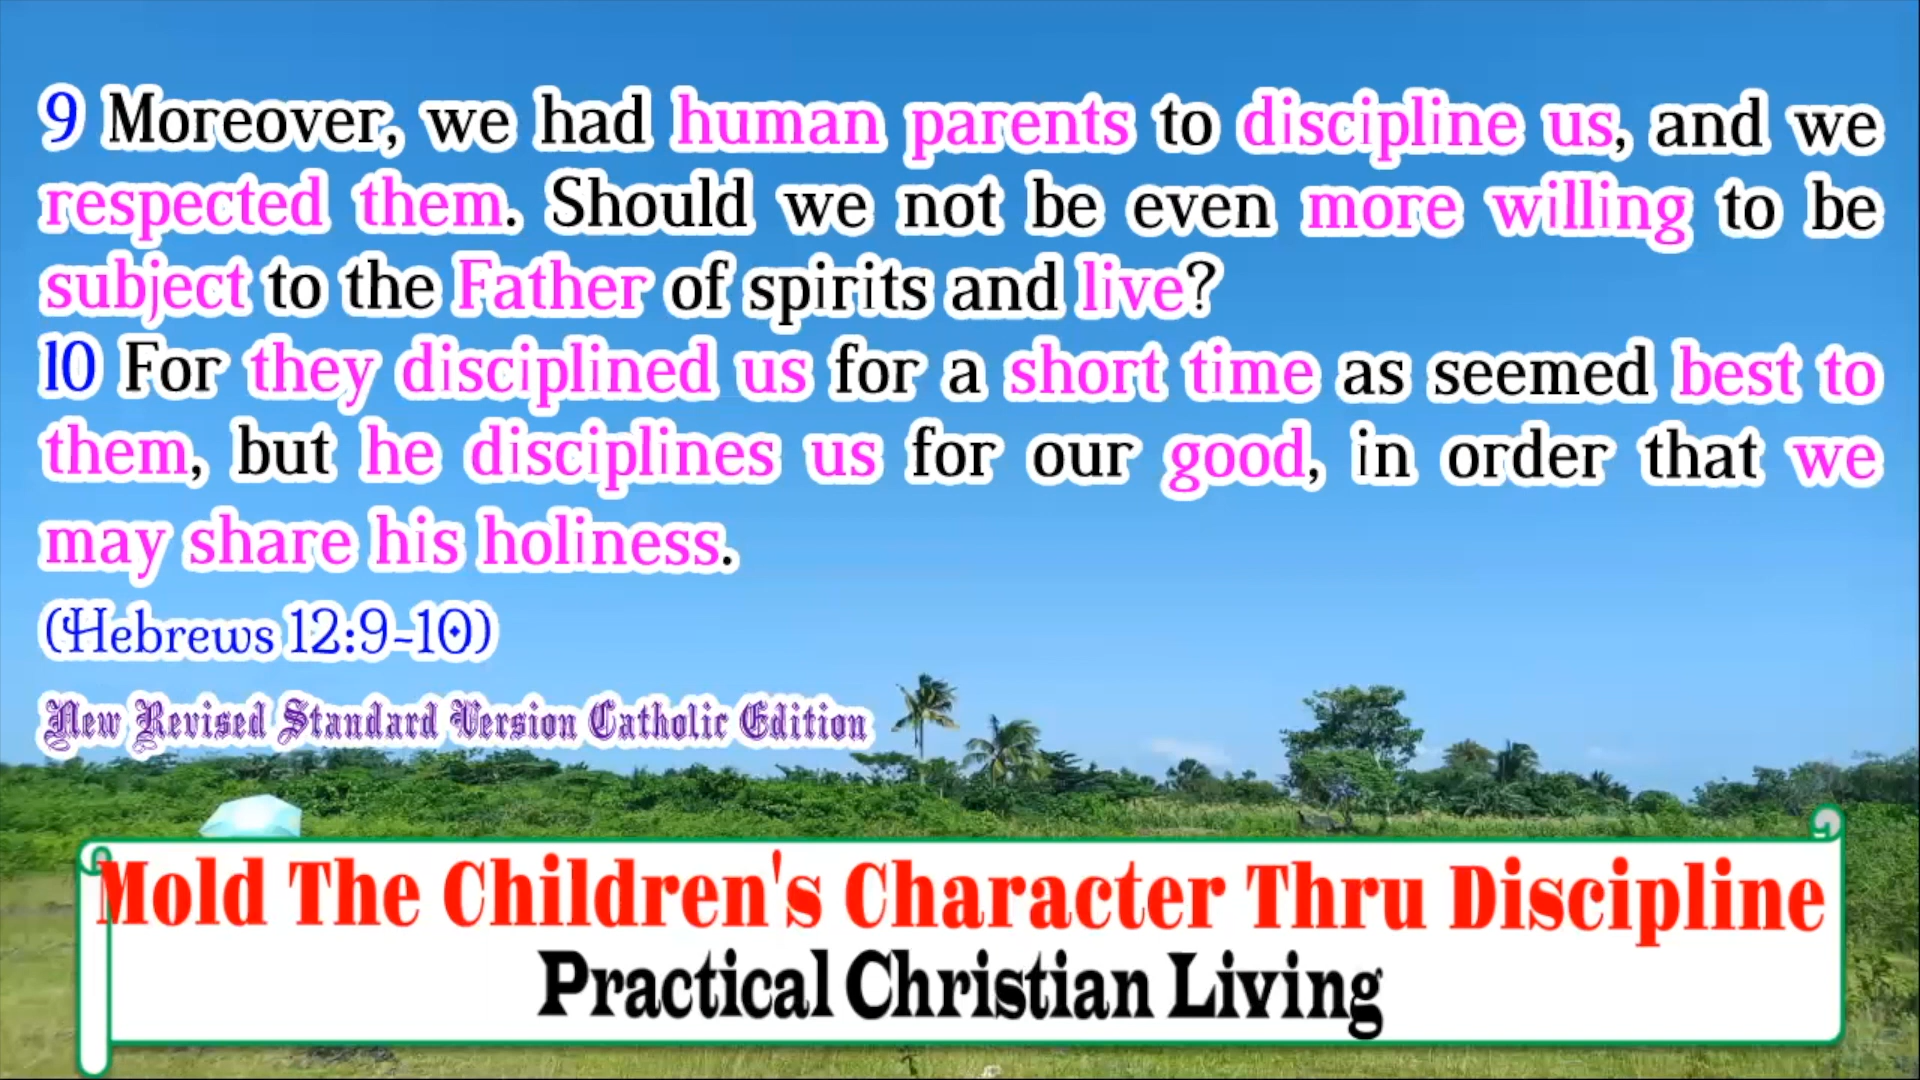 9 Moreover, we had human parents to discipline us, and we
respected them. Should we not be even more willing to be
subject to the Father of spirits and live?
10 For they disciplined us for a short time as seemed best to
them, but he disciplines us for our good, in order that we
may share his holiness.
(Hebrews 12:9-10)
New Revised Standard Version Catholic Edition
Mold The Children's Character Thru Discipline
Practical Christian Living